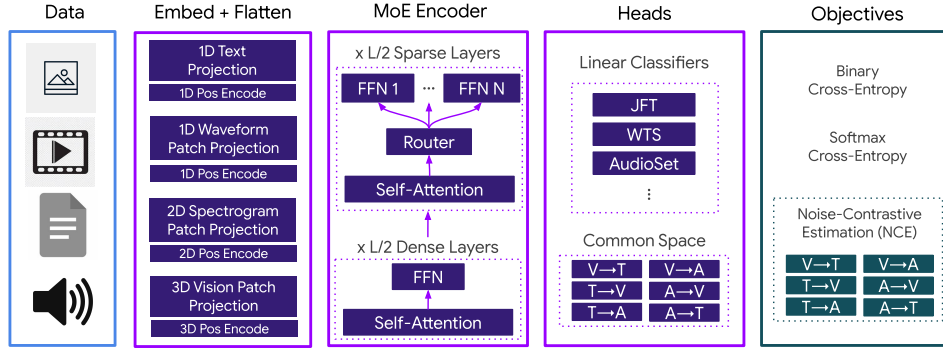 Data
Embed + Flatten
MoE Encoder
Heads
Objectives
1D Text
Projection
1D Pos Encode
1D Waveform
Patch Projection
1D Pos Encode
2D Spectrogram
Patch Projection
2D Pos Encode
3D Vision Patch
Projection
3D Pos Encode
x L/2 Sparse Layers
FFN 1
...
FFN N
Router
Self-Attention
x L/2 Dense Layers
FFN
Self-Attention
Linear Classifiers
JFT
WTS
AudioSet
⋮
Common Space
V→T
V→A
T→V
A→V
T→A
A→T
Binary
Cross-Entropy
Softmax
Cross-Entropy
Noise-Contrastive
Estimation (NCE)
V→T
V→A
T→V
A→V
T→A
A→T